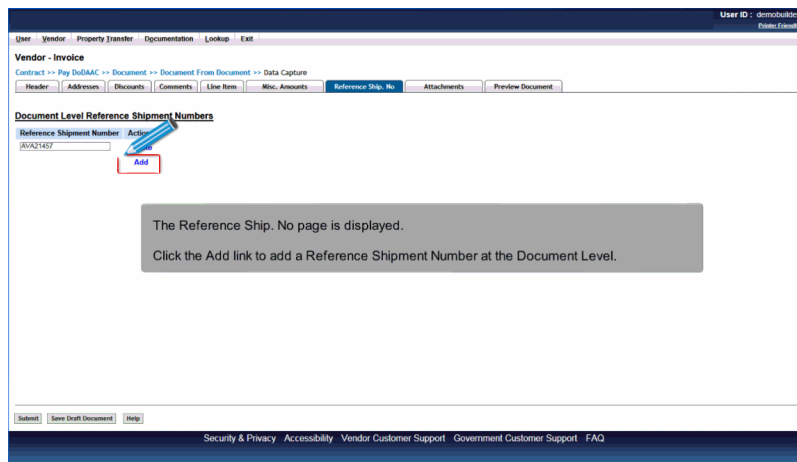 User ID : demobuilde
Printer Friendl
User Vendor Property Transfer Documentation Lookup Exit
Vendor - Invoice
Contract >> Pay DoDAAC >> Document >> Document From Document >> Data Capture
Header Addresses Discounts Comments Line Item Misc. Amounts Reference Ship. No Attachments Preview Document
Document Level Reference Shipment Numbers
Reference Shipment Number
AVA21457
Add
The Reference Ship. No page is displayed.
Click the Add link to add a Reference Shipment Number at the Document Level.
Submit Save Draft Document Help
Security & Privacy Accessibility Vendor Customer Support Government Customer Support FAQ